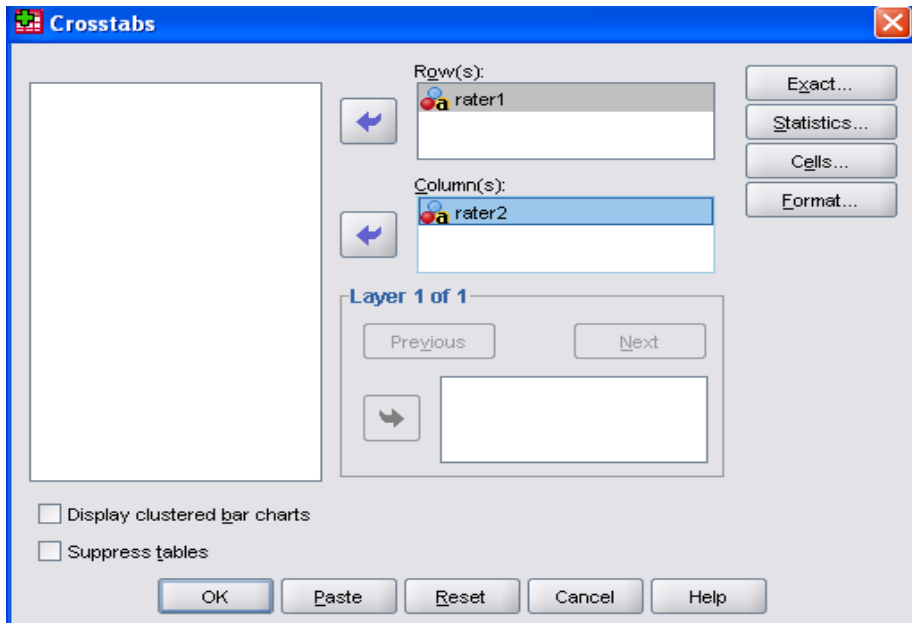 Crosstabs
Row(s):
rater1
Exact...
Statistics...
Cells...
Format...
Column(s):
rater2
Layer 1 of 1
Previous
Next
Display clustered bar charts
Suppress tables
OK
Paste
Reset
Cancel
Help